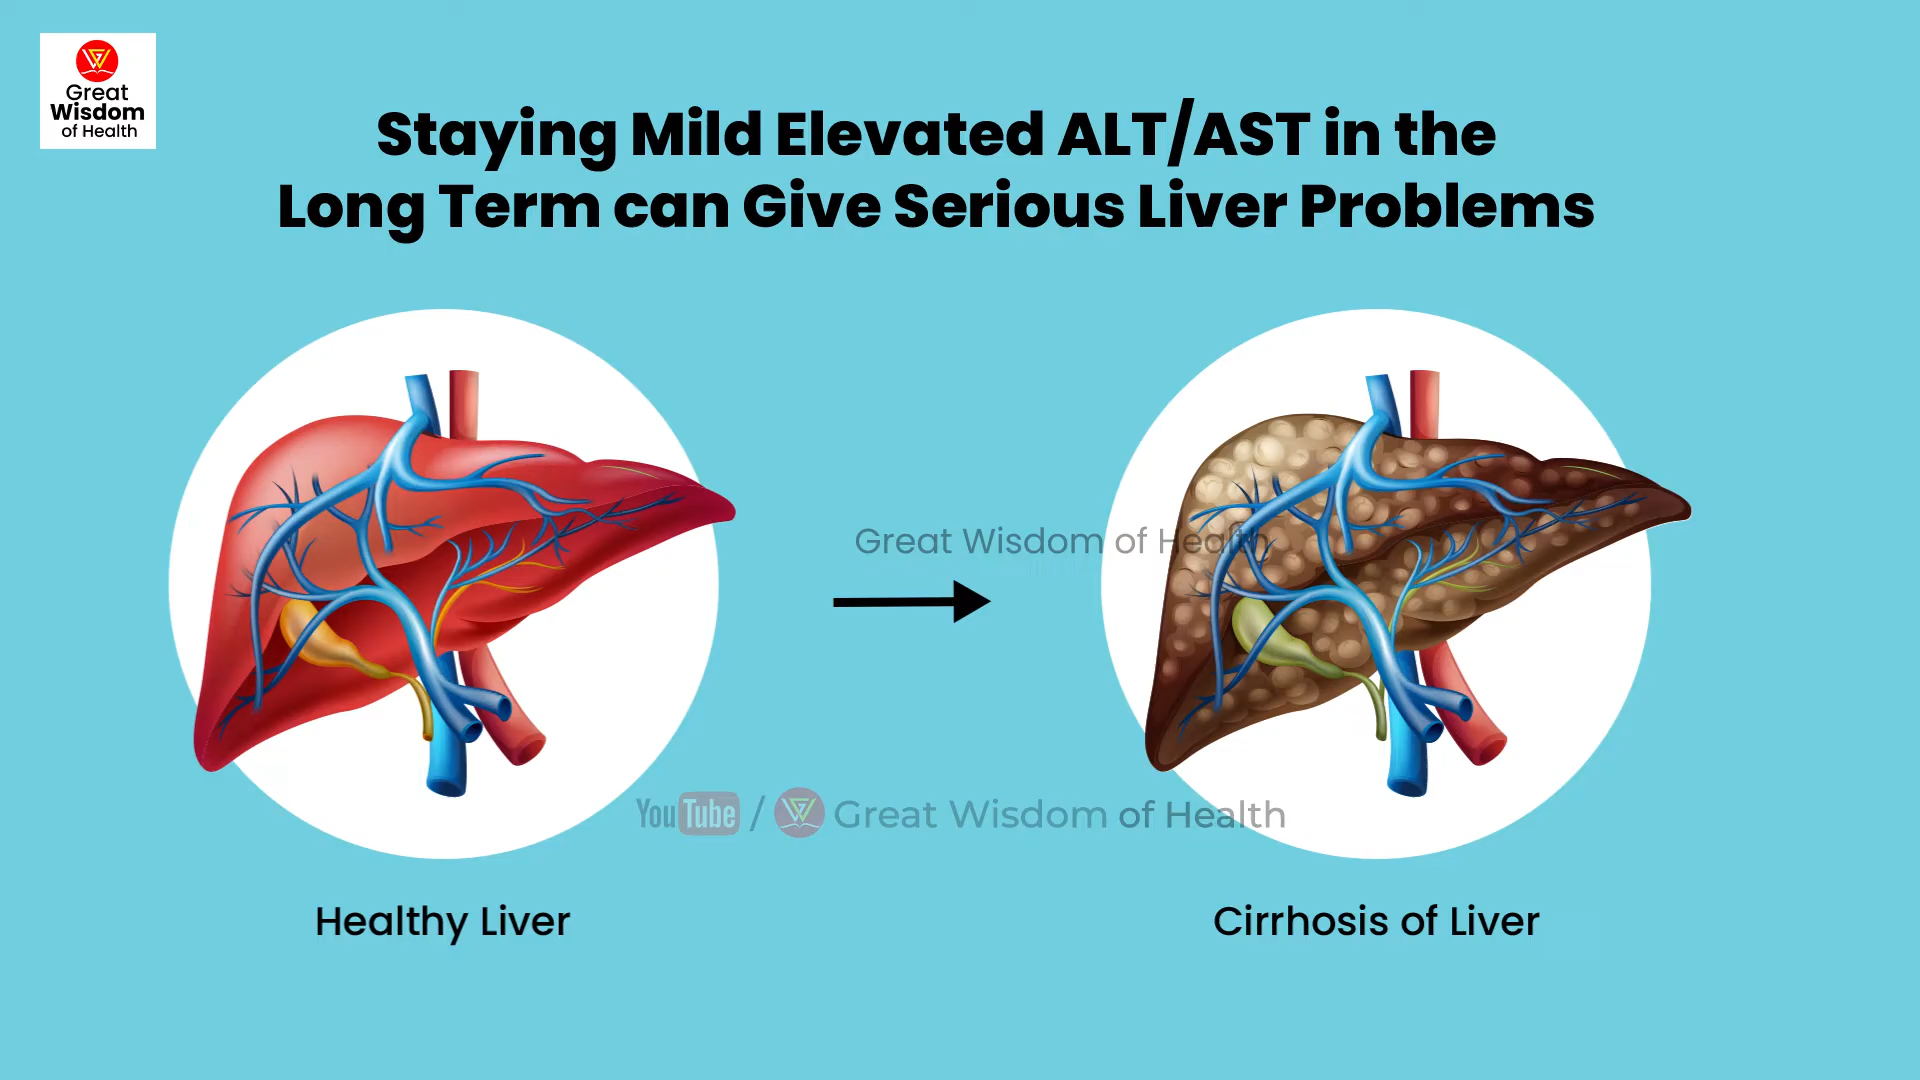 Great
Wisdom
of Health
Staying Mild Elevated ALT/AST in the
Long Term can Give Serious Liver Problems
Great Wisdom of Health
YouTube / Great Wisdom of Health
Healthy Liver
Cirrhosis of Liver